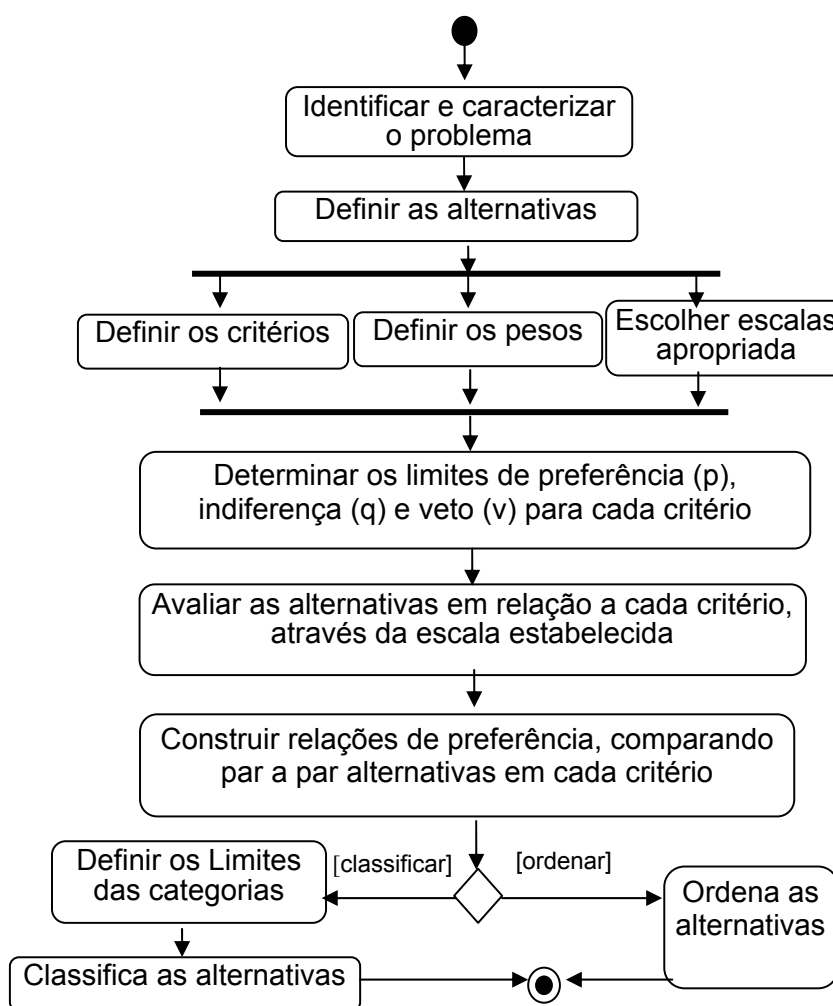 Identificar e caracterizar
o problema
Definir as alternativas
Definir os critérios
Definir os pesos
Escolher escalas
apropriada
Determinar os limites de preferência (p),
indiferença (q) e veto (v) para cada critério
Avaliar as alternativas em relação a cada critério,
através da escala estabelecida
Construir relações de preferência, comparando
par a par alternativas em cada critério
Definir os Limites
das categorias
[classificar]
[ordenar]
Ordena as
alternativas
Classifica as alternativas